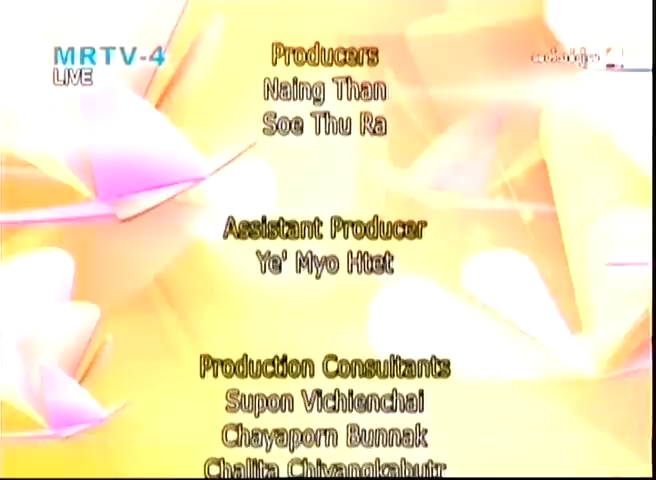 MRTV-4
LIVE
Producers
Naing Than
Soe Thu Ra
Assistant Producer
Ye' Myo Htet
Production Consultants
Supon Vichienchai
Chayaporn Bunnak
Chalita Chiyangkabutr